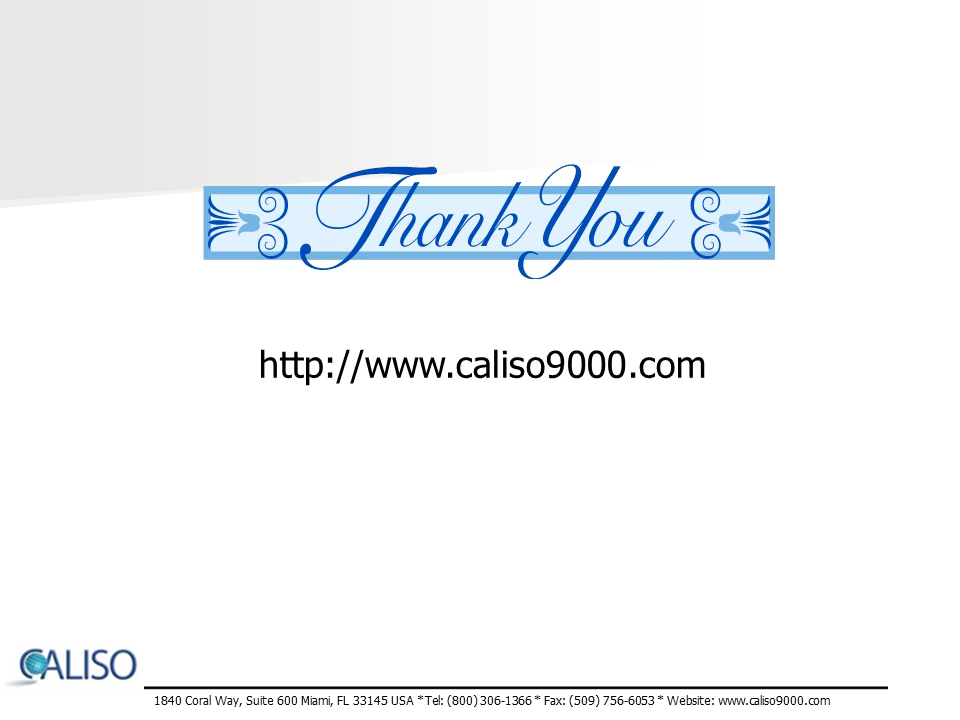 Thank You
http://www.caliso9000.com
CALISO
1840 Coral Way, Suite 600 Miami, FL 33145 USA * Tel: (800) 306-1366 * Fax: (509) 756-6053 * Website: www.caliso9000.com